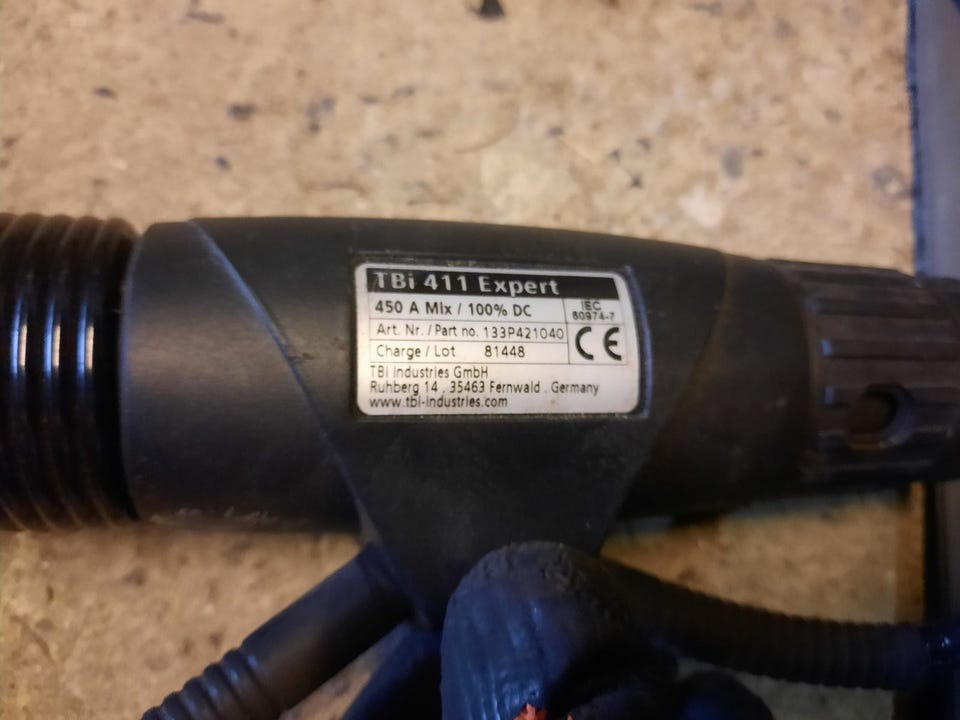 TBi 411 Expert
450 A Mix / 100% DC
IEC
60974-7
Art. Nr. / Part no. 133P421040
Charge / Lot 81448
CE
TBi Industries GmbH
Ruhberg 14 . 35463 Fernwald . Germany
www.tbi-industries.com